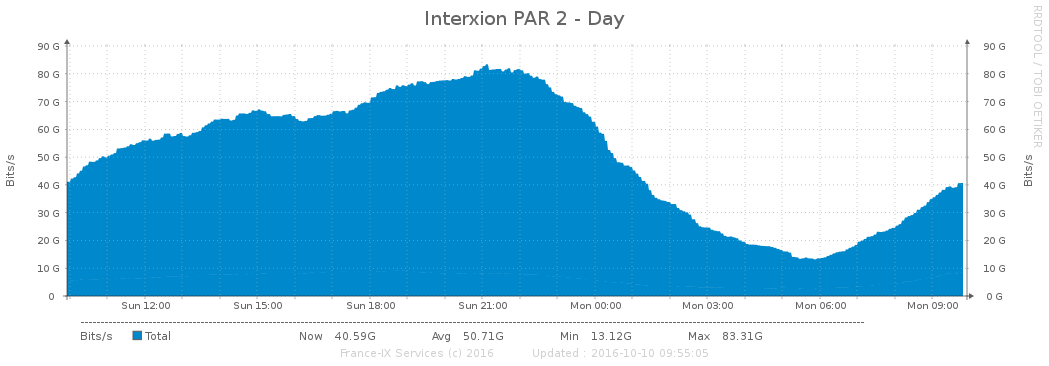 Interxion PAR 2 - Day
RRDTOOL / TOBI OETIKER
90 G 90 G
80 G 80 G
70 G 70 G
60 G 60 G
50 G 50 G
40 G 40 G
30 G 30 G
20 G 20 G
10 G 10 G
0 0 G
Bits/s
Bits/s
Sun 12:00 Sun 15:00 Sun 18:00 Sun 21:00 Mon 00:00 Mon 03:00 Mon 06:00 Mon 09:00
Bits/s Total Now 40.59G Avg 50.71G Min 13.12G Max 83.31G
France-IX Services (c) 2016 Updated : 2016-10-10 09:55:05